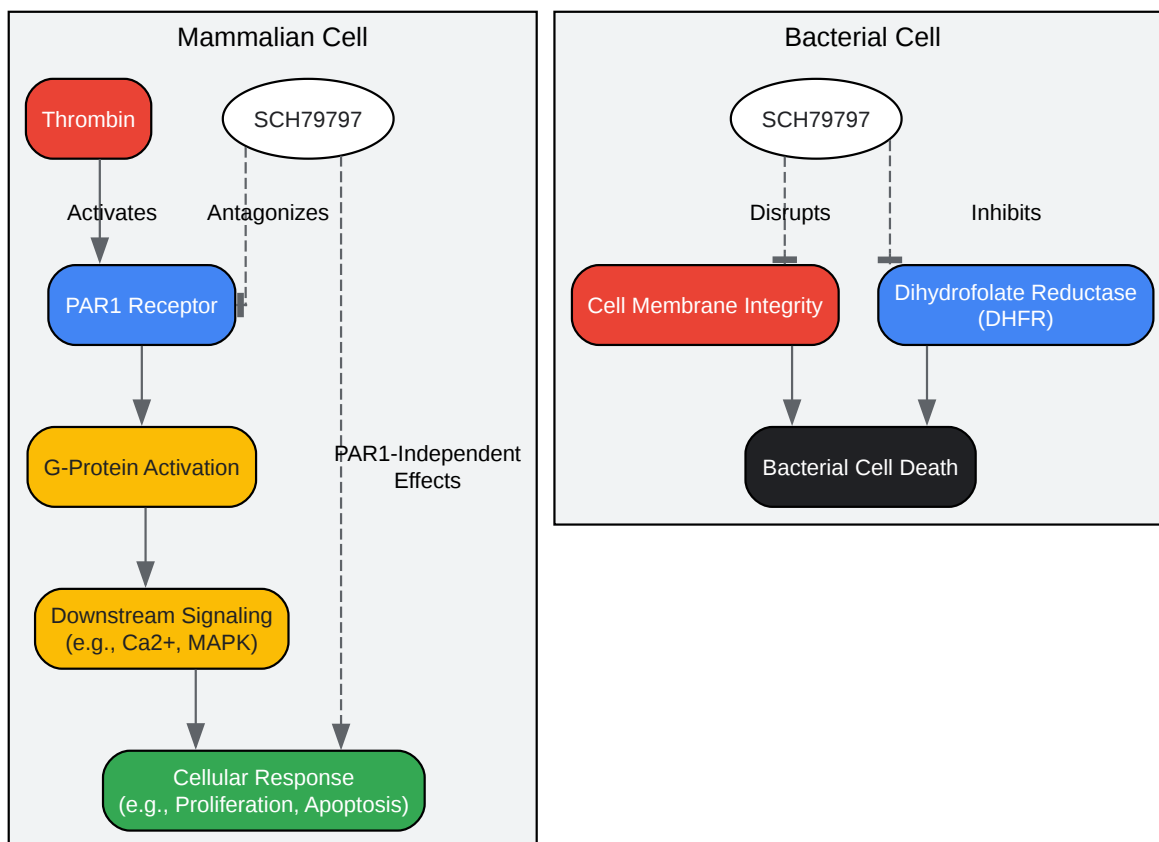 Mammalian Cell
Thrombin
SCH79797
Activates
Antagonizes
PAR1 Receptor
G-Protein Activation
PAR1-Independent
Effects
Downstream Signaling
(e.g., Ca2+, MAPK)
Cellular Response
(e.g., Proliferation, Apoptosis)
Bacterial Cell
SCH79797
Disrupts
Inhibits
Cell Membrane Integrity
Dihydrofolate Reductase
(DHFR)
Bacterial Cell Death